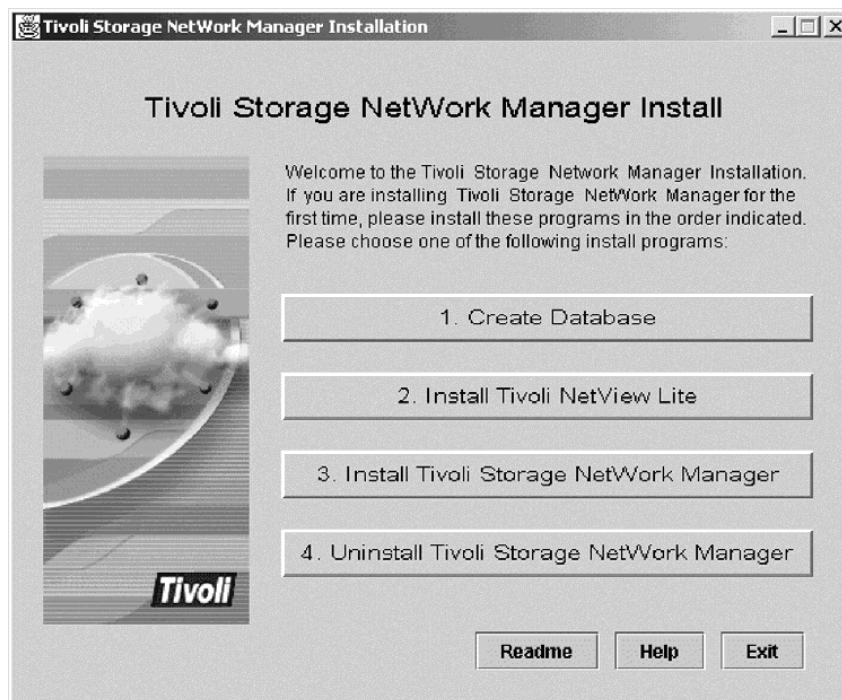 Tivoli Storage NetWork Manager Installation
Tivoli Storage NetWork Manager Install
Welcome to the Tivoli Storage Network Manager Installation.
If you are installing Tivoli Storage NetWork Manager for the
first time, please install these programs in the order indicated.
Please choose one of the following install programs:
1. Create Database
2. Install Tivoli NetView Lite
3. Install Tivoli Storage NetWork Manager
4. Uninstall Tivoli Storage NetWork Manager
Tivoli
Readme Help Exit